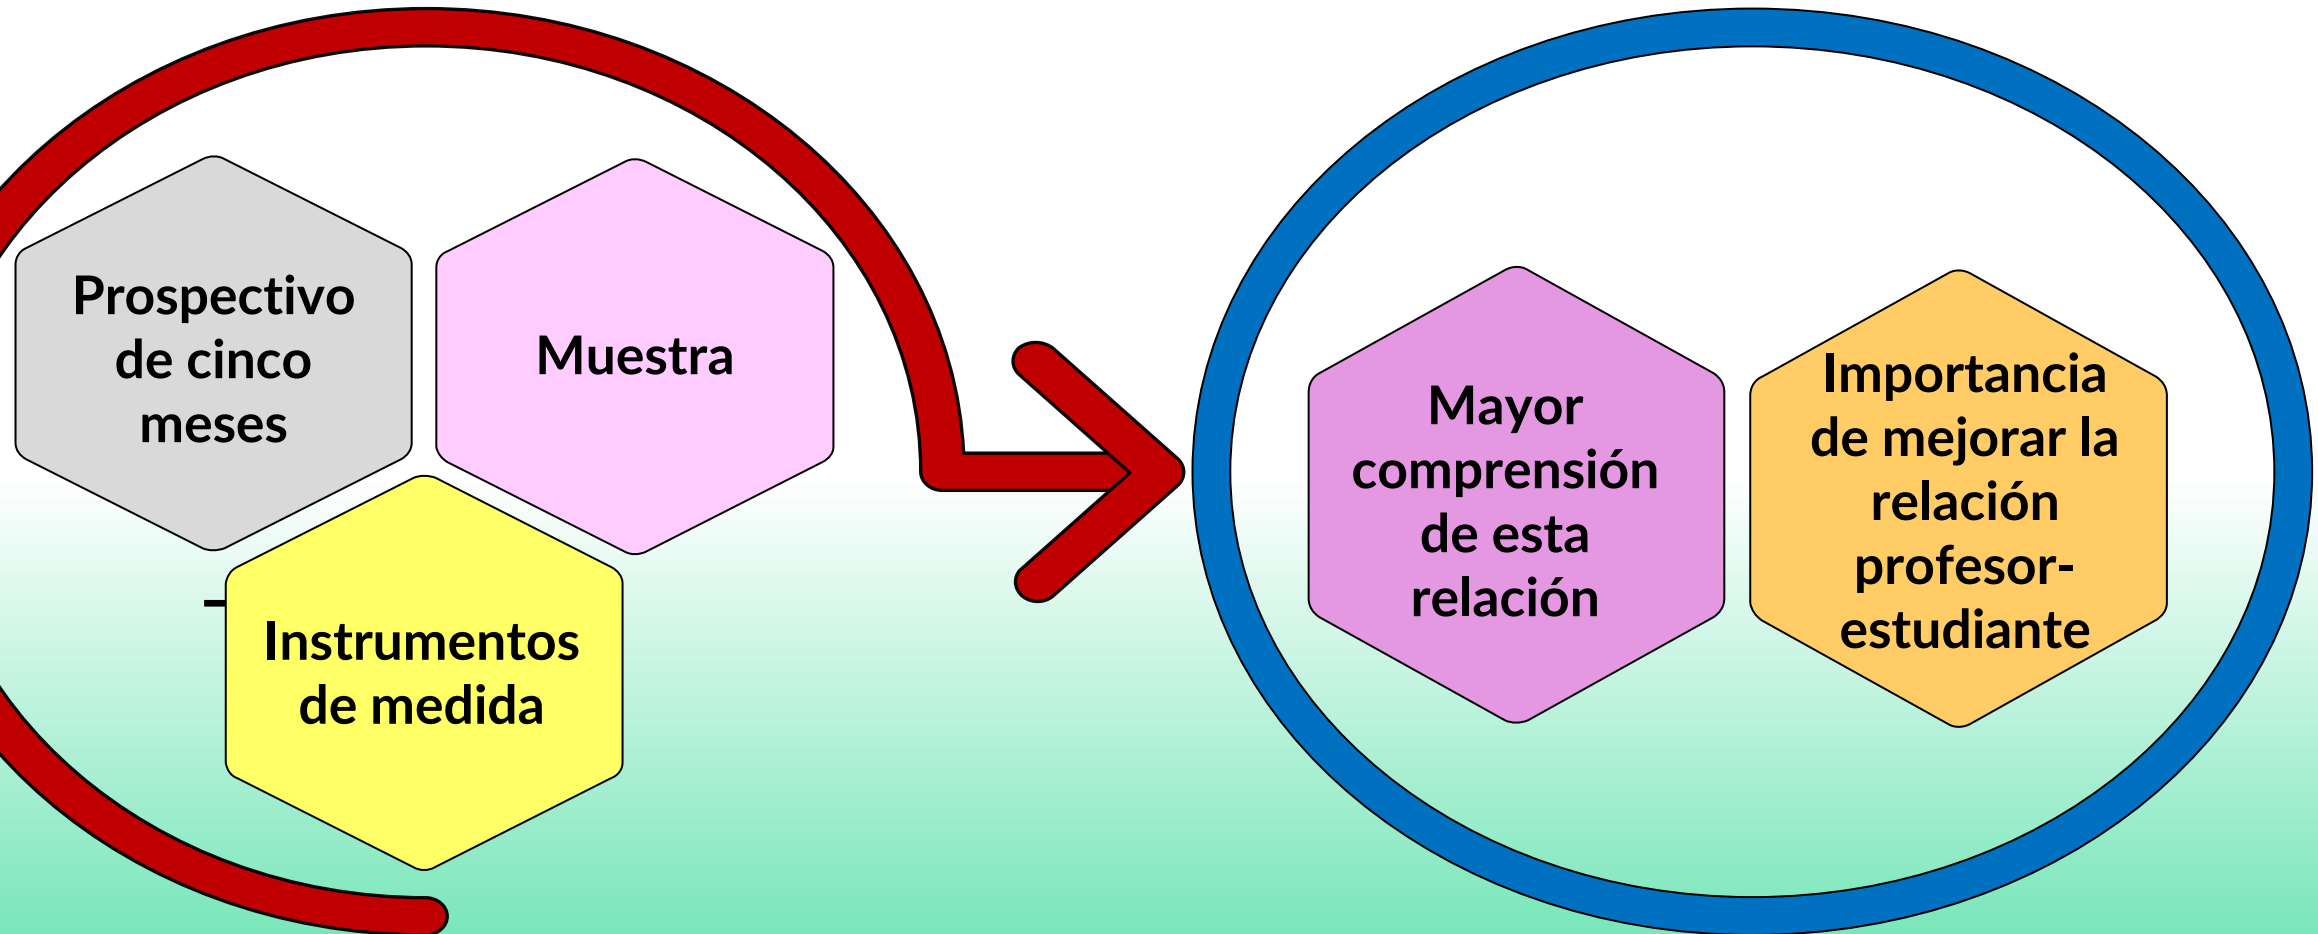 Prospectivo
de cinco
meses
Muestra
Instrumentos
de medida
Mayor
comprensión
de esta
relación
Importancia
de mejorar la
relación
profesor-
estudiante